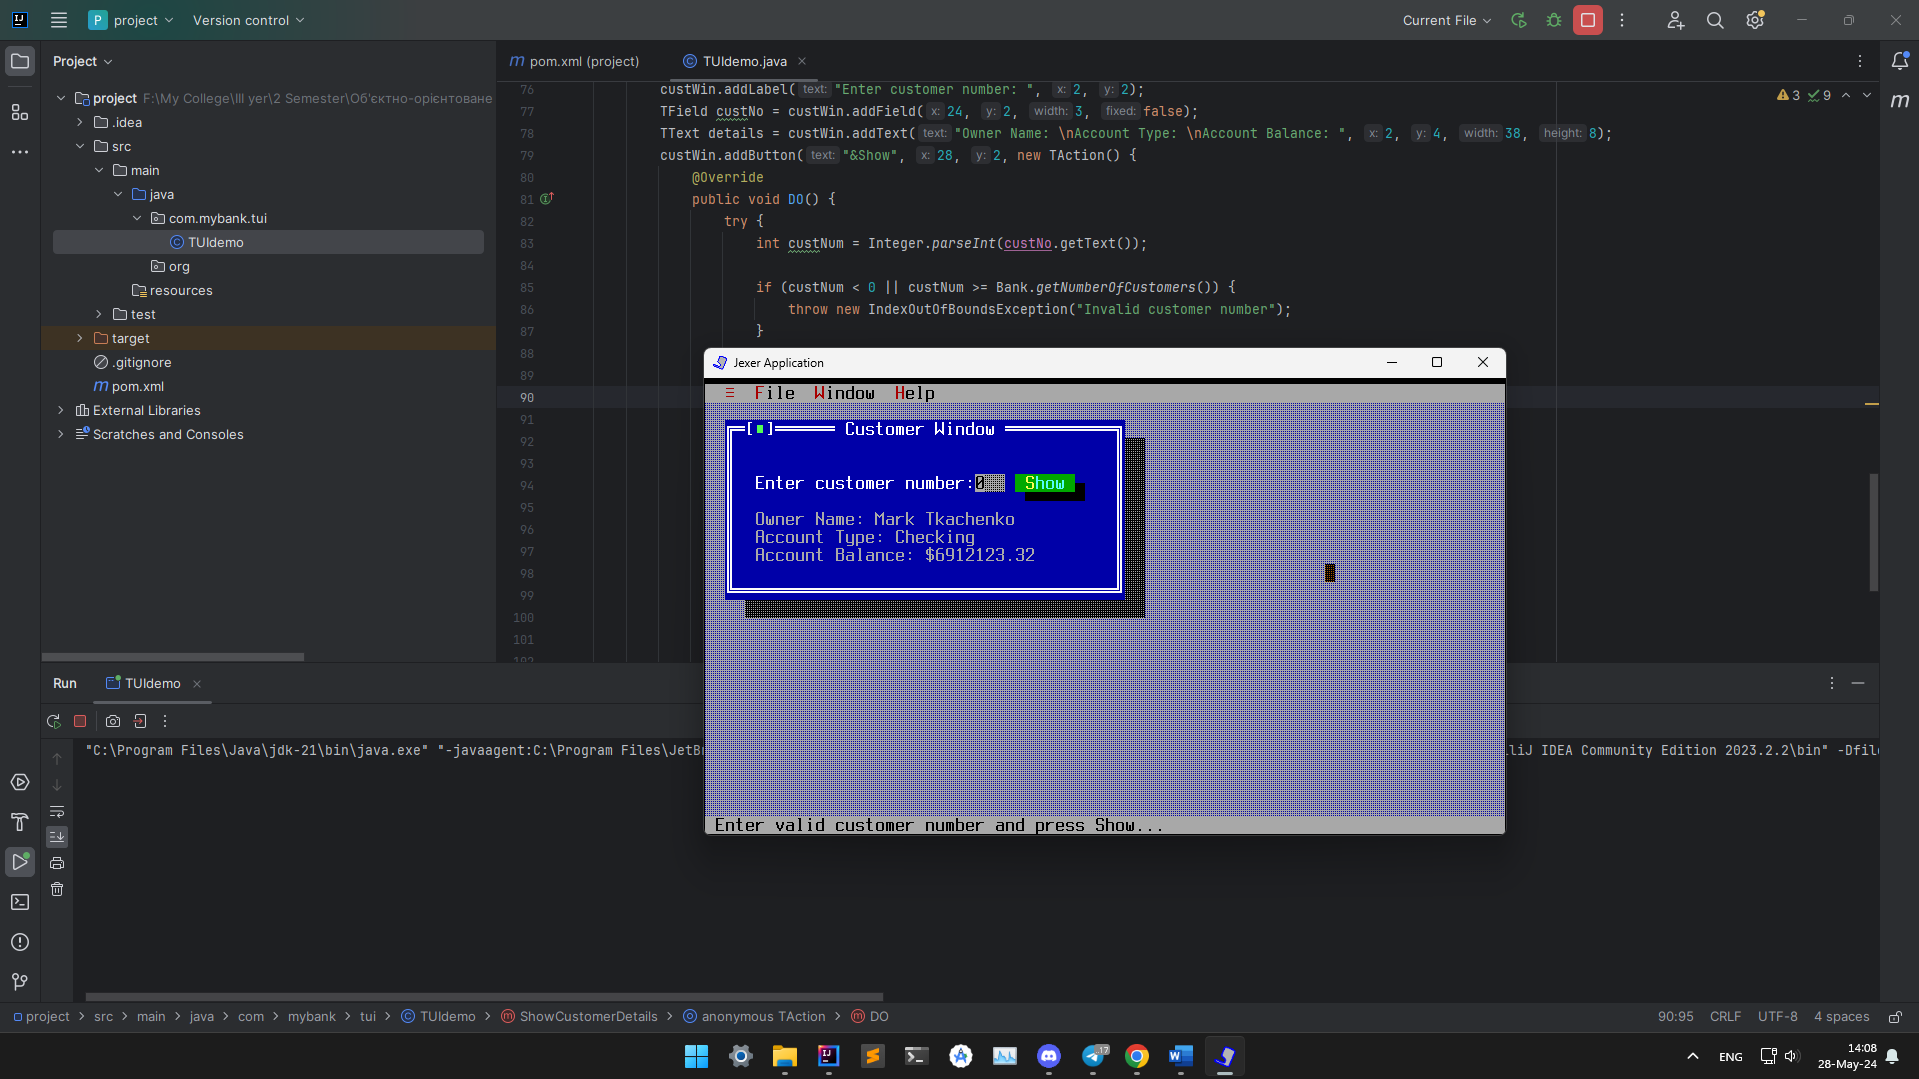 P project Version control Current File
Project
project F:\My College\III yer\2 Semester\Об'єктно-орієнтоване
.idea
src
main
java
com.mybank.tui
TUIdemo
org
resources
test
target
.gitignore
pom.xml
External Libraries
Scratches and Consoles
pom.xml (project) TUIdemo.java
3 9
76 custWin.addLabel( text: "Enter customer number: ", x: 2, y: 2);
77 TField custNo = custWin.addField( x: 24, y: 2, width: 3, fixed: false);
78 TText details = custWin.addText( text: "Owner Name: \nAccount Type: \nAccount Balance: ", x: 2, y: 4, width: 38, height: 8);
79 custWin.addButton( text: "&Show", x: 28, y: 2, new TAction() {
80 @Override
81 public void DO() {
82 try {
83 int custNum = Integer.parseInt(custNo.getText());
84
85 if (custNum < 0 || custNum >= Bank.getNumberOfCustomers()) {
86 throw new IndexOutOfBoundsException("Invalid customer number");
87 }
88
89
90
91
92
93
94
95
96
97
98
99
100
101
102
Jexer Application
≡ File Window Help
Customer Window
Enter customer number:0 Show
Owner Name: Mark Tkachenko
Account Type: Checking
Account Balance: $6912123.32
Enter valid customer number and press Show...
Run TUIdemo
"C:\Program Files\Java\jdk-21\bin\java.exe" "-javaagent:C:\Program Files\JetB liJ IDEA Community Edition 2023.2.2\bin" -Dfile
project > src > main > java > com > mybank > tui > TUIdemo > ShowCustomerDetails > anonymous TAction > DO
90:95 CRLF UTF-8 4 spaces
17
ENG
14:08
28-May-24